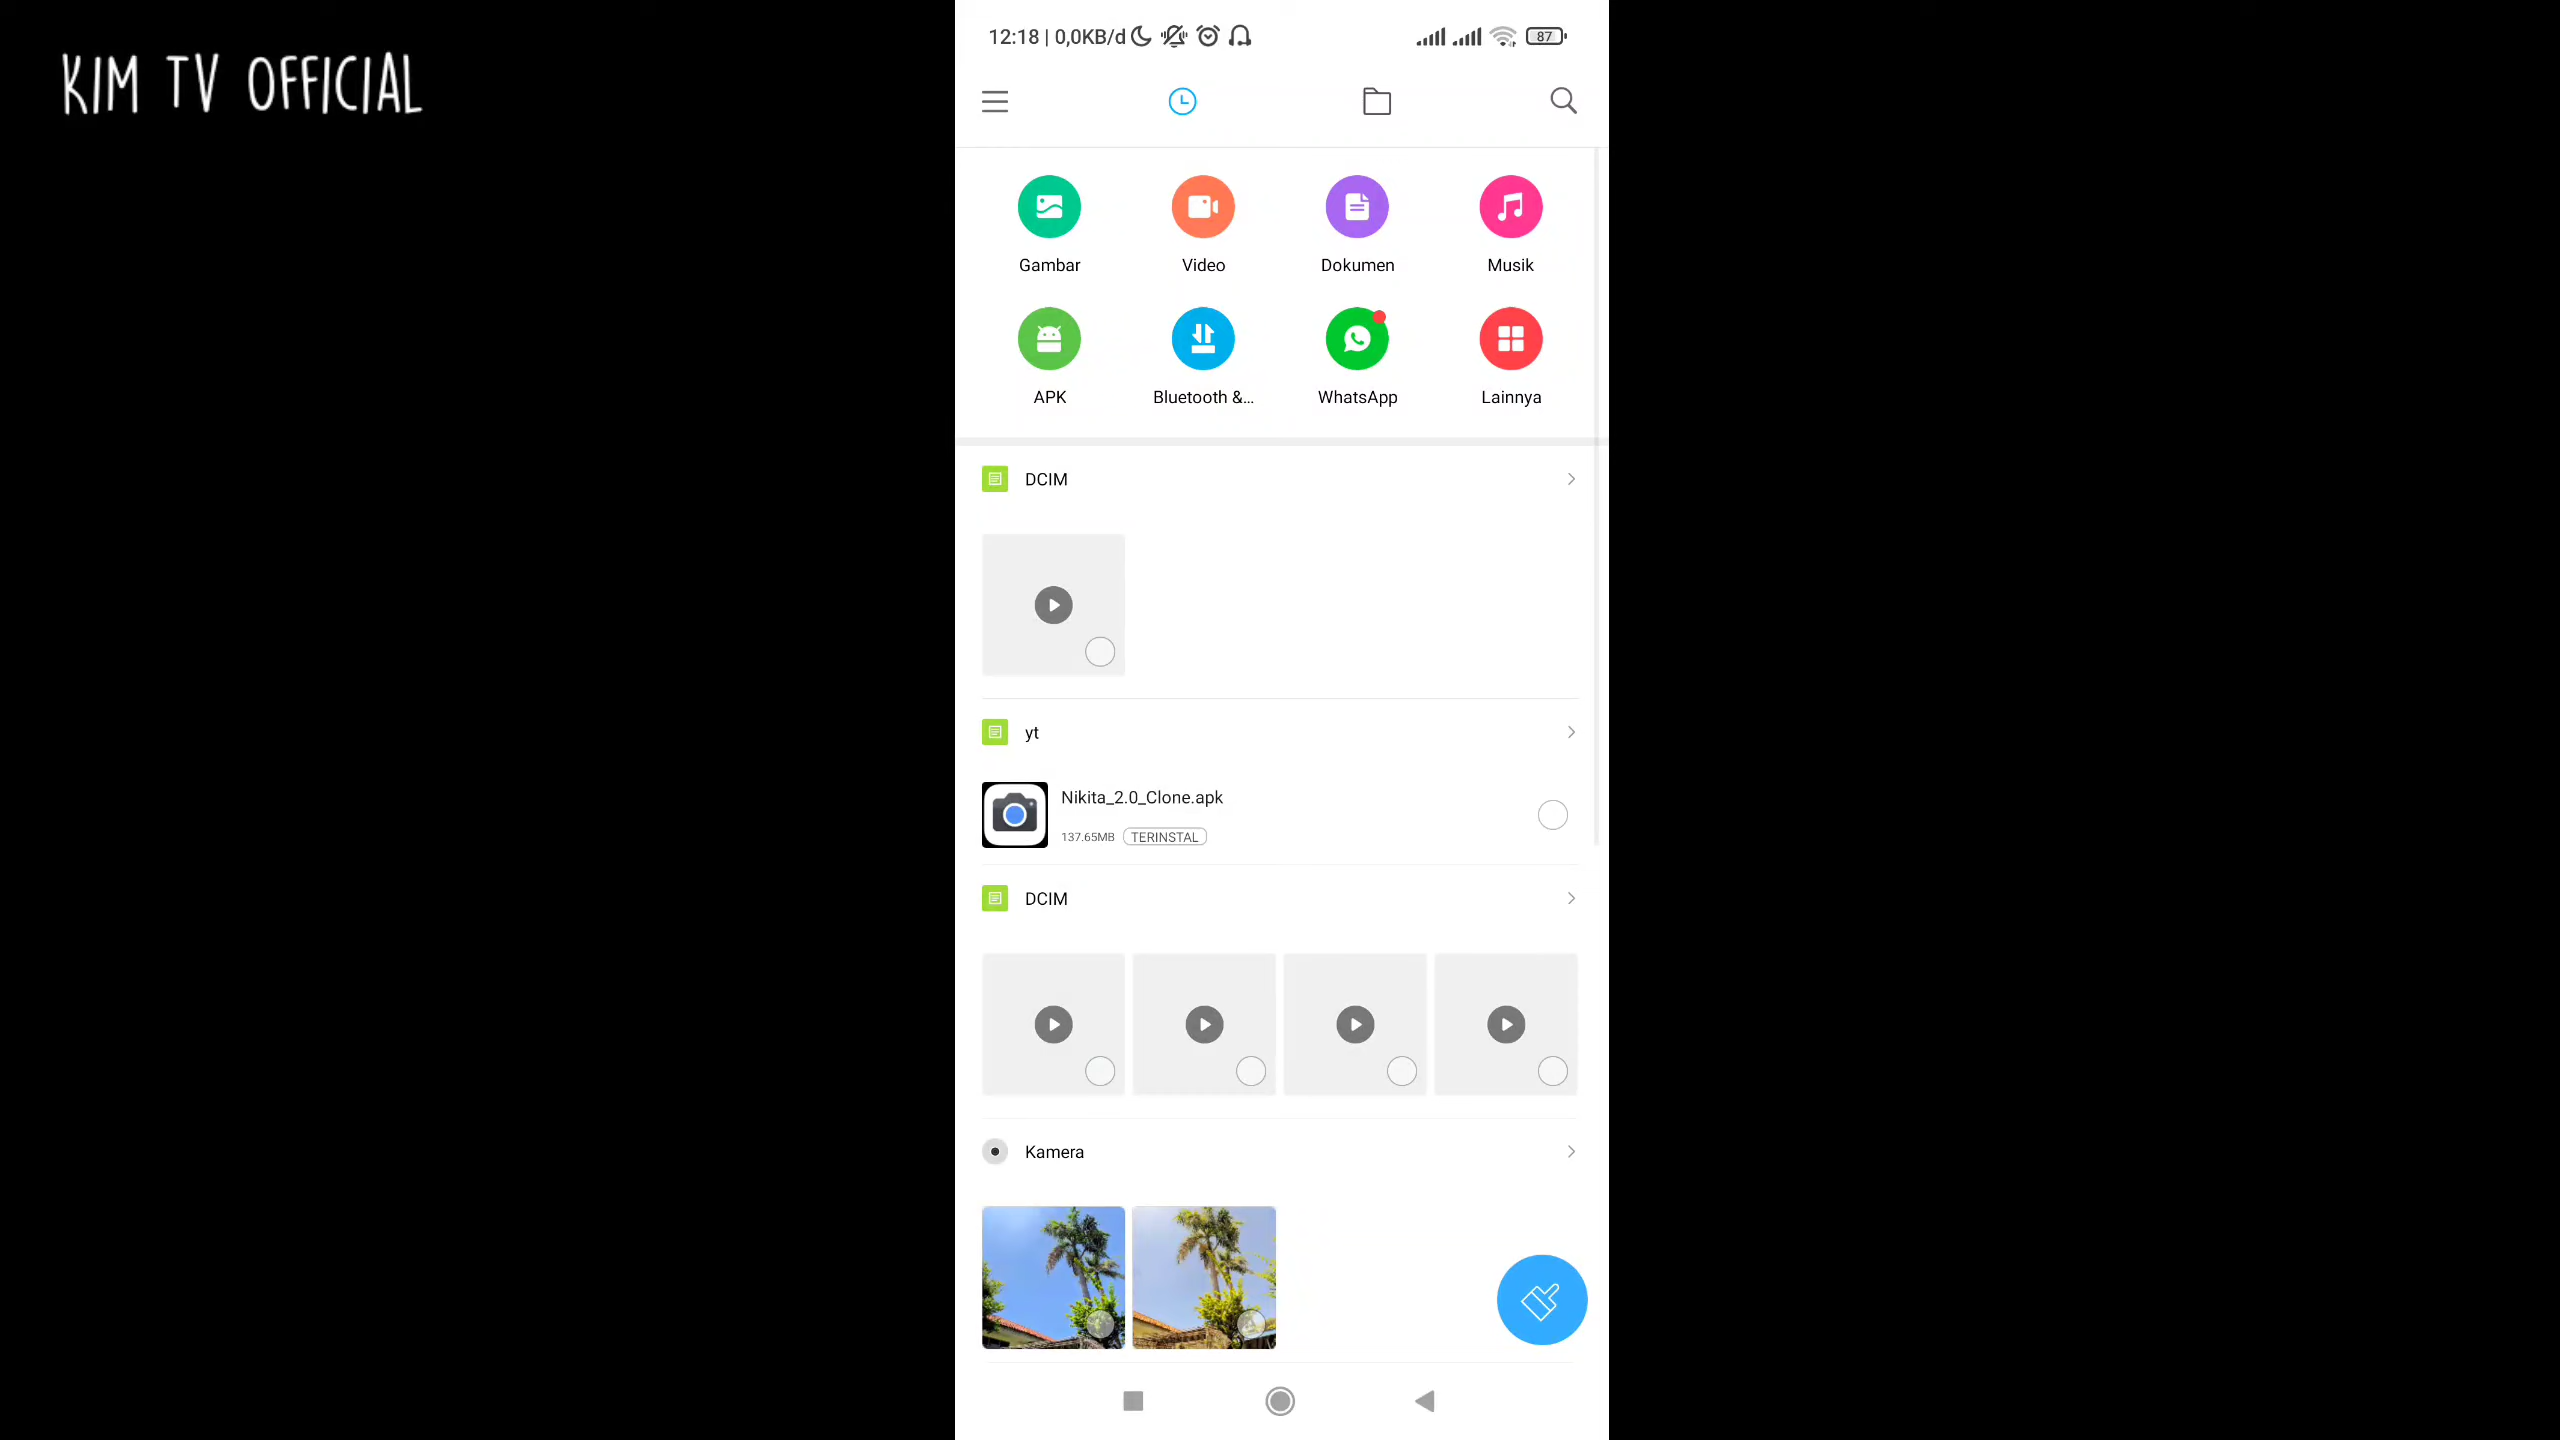 KIM TV OFFICIAL
12:18 | 0,0KB/d
87
Gambar
Video
Dokumen
Musik
APK
Bluetooth &...
WhatsApp
Lainnya
DCIM
yt
Nikita_2.0_Clone.apk
137.65MB TERINSTAL
DCIM
Kamera